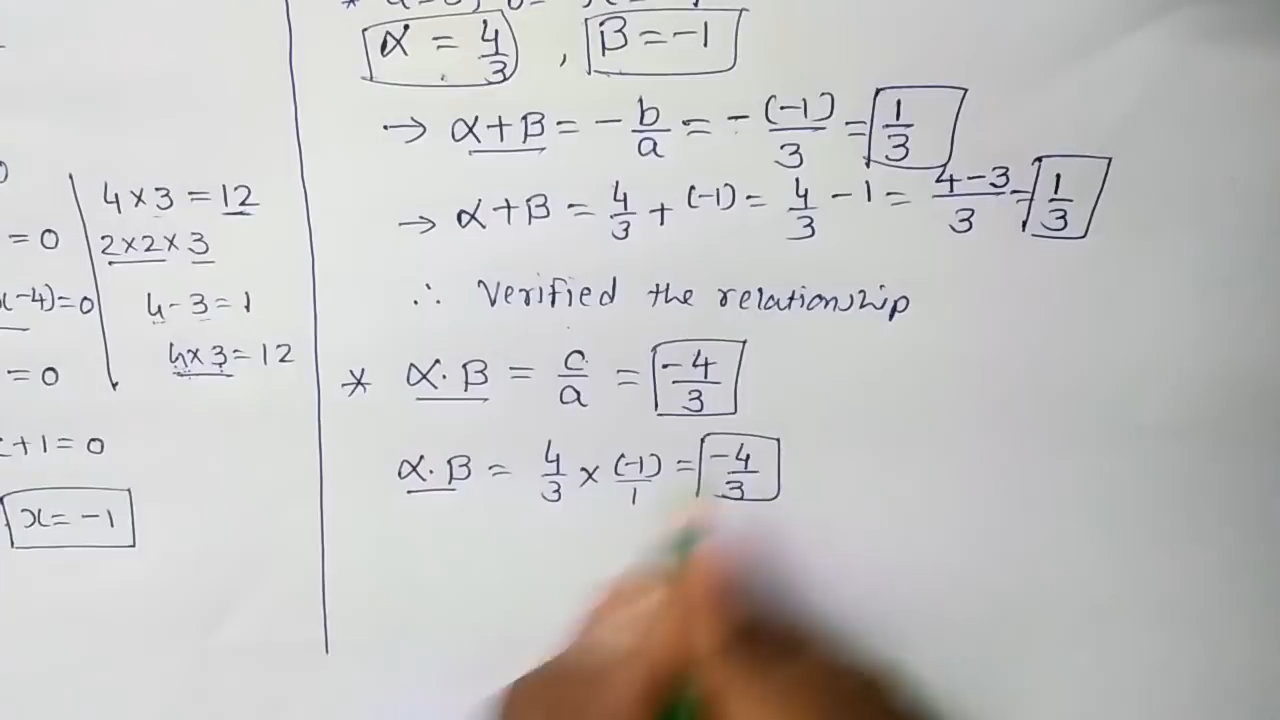 = 0
x-4)=0
= 0
+1=0
x=-1
4×3=12
2×2×3
4-3=1
4×3=12
α = 4/3 , β=-1
→ α+β = -b/a = -(-1)/3 = 1/3
→ α+β = 4/3 + (-1) = 4/3 - 1 = 4-3/3 = 1/3
∴ Verified the relationship
* α.β = c/a = -4/3
α.β = 4/3 × (-1)/1 = -4/3